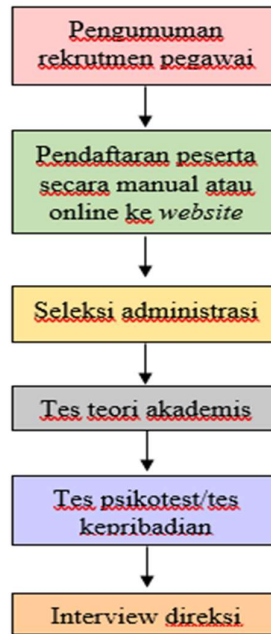 Pengumuman
rekrutmen pegawai
Pendaftaran peserta
secara manual atau
online ke website
Seleksi administrasi
Tes teori akademis
Tes psikotest/tes
kepribadian
Interview direksi